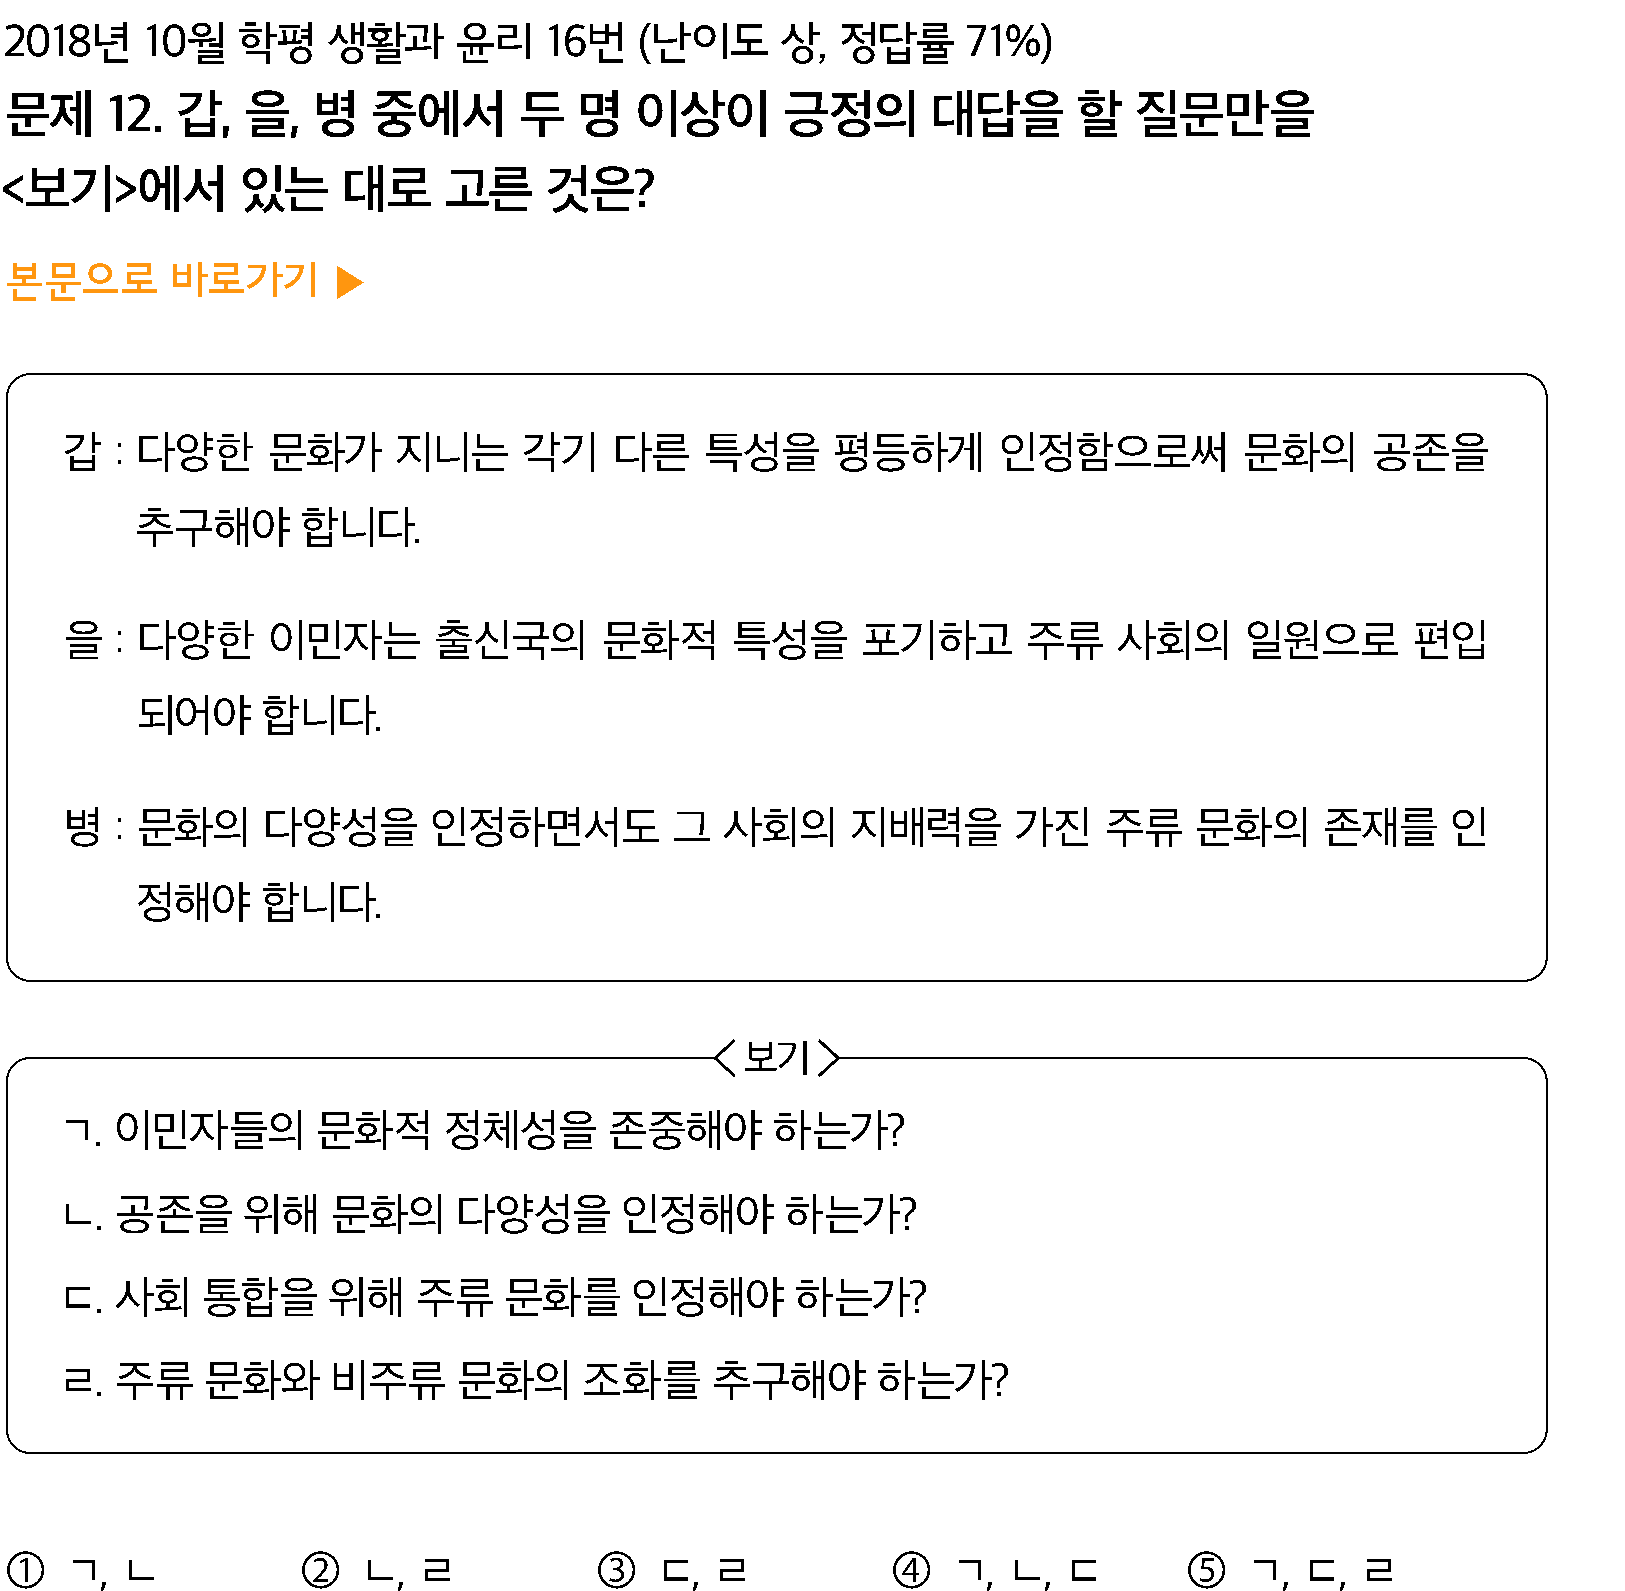 2018년 10월 학평 생활과 윤리 16번 (난이도 상, 정답률 71%)
문제 12. 갑, 을, 병 중에서 두 명 이상이 긍정의 대답을 할 질문만을
<보기>에서 있는 대로 고른 것은?
본문으로 바로가기 ▶
갑 : 다양한 문화가 지니는 각기 다른 특성을 평등하게 인정함으로써 문화의 공존을
추구해야 합니다.
을 : 다양한 이민자는 출신국의 문화적 특성을 포기하고 주류 사회의 일원으로 편입
되어야 합니다.
병 : 문화의 다양성을 인정하면서도 그 사회의 지배력을 가진 주류 문화의 존재를 인
정해야 합니다.
<보기>
ㄱ. 이민자들의 문화적 정체성을 존중해야 하는가?
ㄴ. 공존을 위해 문화의 다양성을 인정해야 하는가?
ㄷ. 사회 통합을 위해 주류 문화를 인정해야 하는가?
ㄹ. 주류 문화와 비주류 문화의 조화를 추구해야 하는가?
① ㄱ, ㄴ ② ㄴ, ㄹ ③ ㄷ, ㄹ ④ ㄱ, ㄴ, ㄷ ⑤ ㄱ, ㄷ, ㄹ